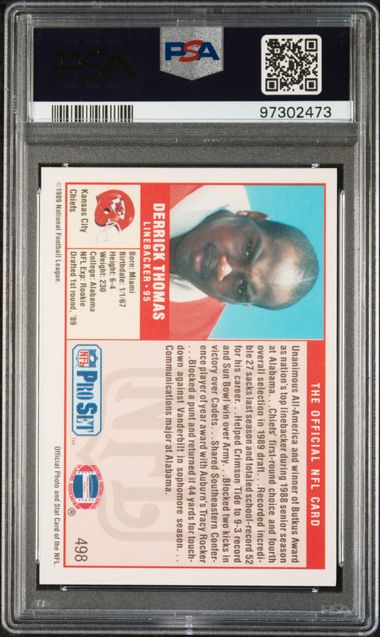 PSA
PSA
97302473
THE OFFICIAL NFL CARD
Unanimous All-America and winner of Butkus Award
as nation's top linebacker during 1988 senior season
at Alabama . . . Chiefs' first-round choice and fourth
overall selection in 1989 draft . . . Recorded incredi-
ble 27 sacks last season and totaled school-record 52
for his career . . . Helped Crimson Tide to 9-3 record
and Sun Bowl win over Army . . . Blocked two kicks in
victory over Cadets . . . Shared Southeastern Confer-
ence player of year award with Auburn's Tracy Rocker
. . . Blocked a punt and returned it 44 yards for touch-
down against Vanderbilt in sophomore season . . .
Communications major at Alabama.
DERRICK THOMAS
LINEBACKER • 95
Born: Miami
Birthdate: 1/1/67
Height: 6-4
Weight: 230
College: Alabama
NFL Exp: Rookie
Drafted 1st round, '89
Kansas City
Chiefs
©1989 National Football League.
NFL
PRO SET
TM
®
498
Official Photo and Stat Card of the NFL